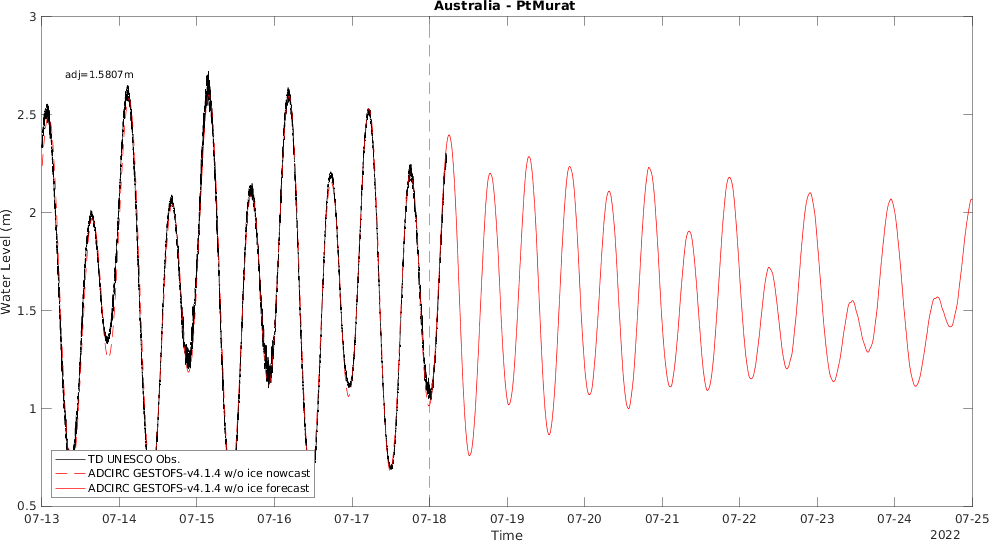 Australia - PtMurat
3
adj=1.5807m
2.5
2
Water Level (m)
1.5
1
TD UNESCO Obs.
ADCIRC GESTOFS-v4.1.4 w/o ice nowcast
ADCIRC GESTOFS-v4.1.4 w/o ice forecast
0.5
07-13 07-14 07-15 07-16 07-17 07-18 07-19 07-20 07-21 07-22 07-23 07-24 07-25
Time
2022